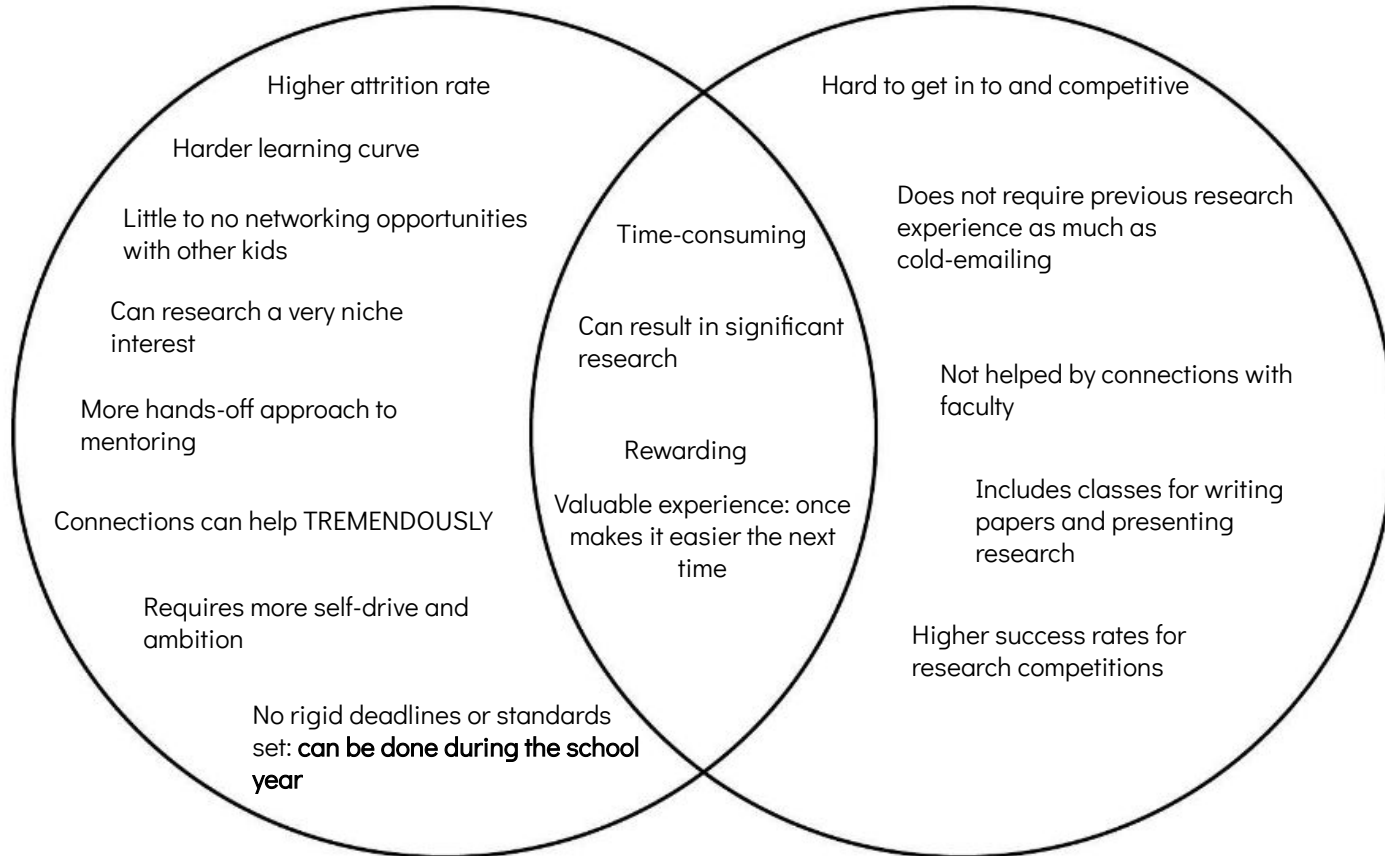 Higher attrition rate
Harder learning curve
Little to no networking opportunities
with other kids
Can research a very niche
interest
More hands-off approach to
mentoring
Connections can help TREMENDOUSLY
Requires more self-drive and
ambition
No rigid deadlines or standards
set: can be done during the school
year
Time-consuming
Can result in significant
research
Rewarding
Valuable experience: once
makes it easier the next
time
Hard to get in to and competitive
Does not require previous research
experience as much as
cold-emailing
Not helped by connections with
faculty
Includes classes for writing
papers and presenting
research
Higher success rates for
research competitions